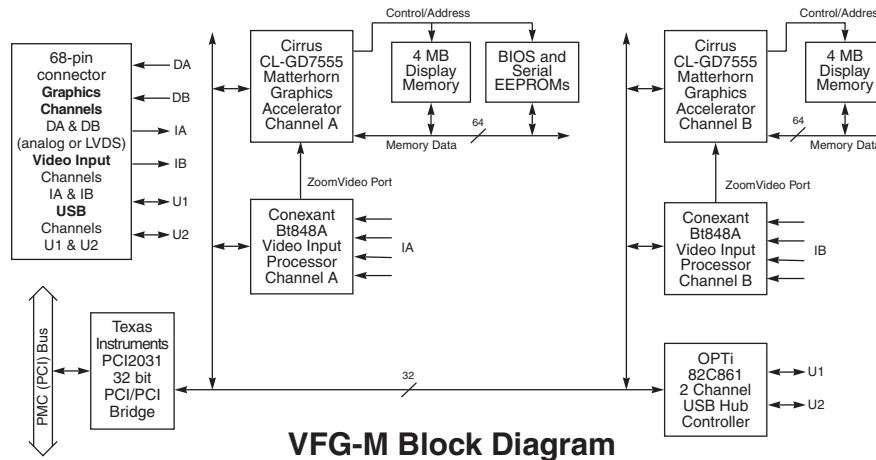 68-pin
connector
Graphics
Channels
DA & DB
(analog or LVDS)
Video Input
Channels
IA & IB
USB
Channels
U1 & U2
DA
DB
IA
IB
U1
U2
Cirrus
CL-GD7555
Matterhorn
Graphics
Accelerator
Channel A
Control/Address
4 MB
Display
Memory
BIOS and
Serial
EEPROMs
64
Memory Data
ZoomVideo Port
Conexant
Bt848A
Video Input
Processor
Channel A
IA
Cirrus
CL-GD7555
Matterhorn
Graphics
Accelerator
Channel B
Control/Address
4 MB
Display
Memory
64
Memory Data
ZoomVideo Port
Conexant
Bt848A
Video Input
Processor
Channel B
IB
PMC (PCI) Bus
Texas
Instruments
PCI2031
32 bit
PCI/PCI
Bridge
32
OPTi
82C861
2 Channel
USB Hub
Controller
U1
U2
VFG-M Block Diagram